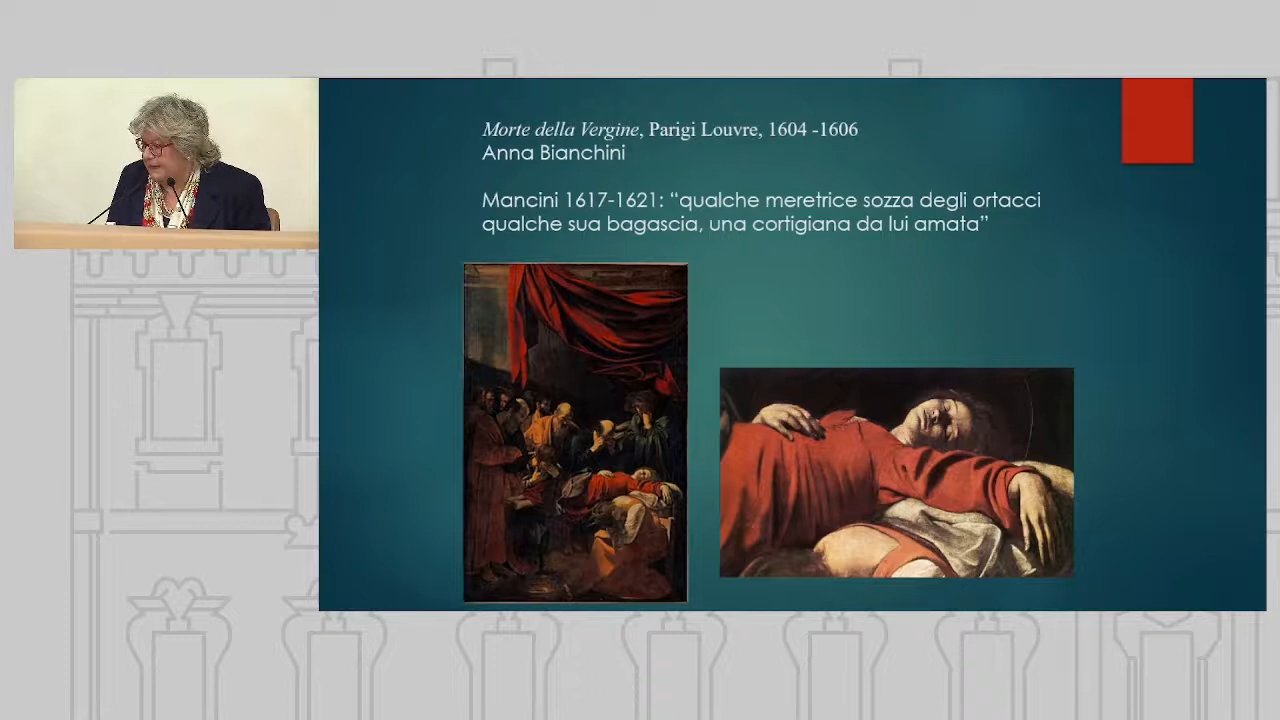 Morte della Vergine, Parigi Louvre, 1604 -1606
Anna Bianchini
Mancini 1617-1621: “qualche meretrice sozza degli ortacci
qualche sua bagascia, una cortigiana da lui amata”